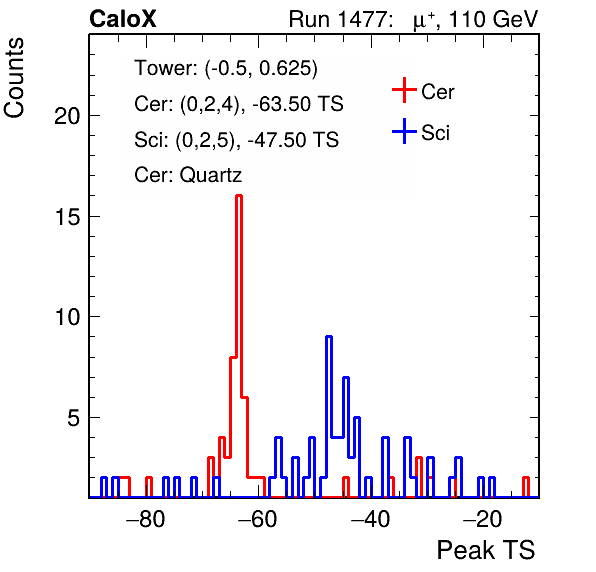 CaloX Run 1477: μ⁺, 110 GeV
Counts
Tower: (-0.5, 0.625)
Cer: (0,2,4), -63.50 TS
Sci: (0,2,5), -47.50 TS
Cer: Quartz
Cer
Sci
20
15
10
5
−80 −60 −40 −20
Peak TS